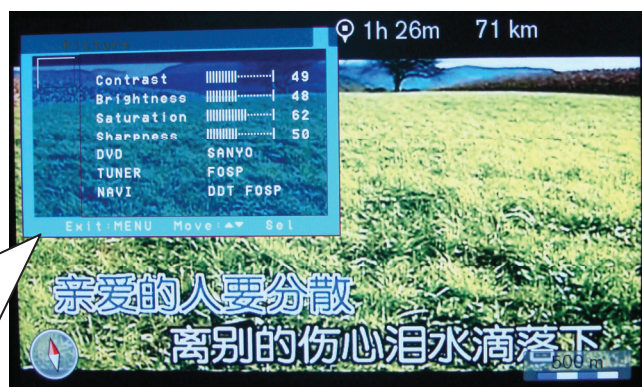 1h 26m 71 km
Picture
Contrast 49
Brightness 48
Saturation 62
Sharpness 50
DVD SANYO
TUNER FOSP
NAVI DDT FOSP
Exit:MENU Move:▲▼ Sel
亲爱的人要分散
离别的伤心泪水滴落下
500 m